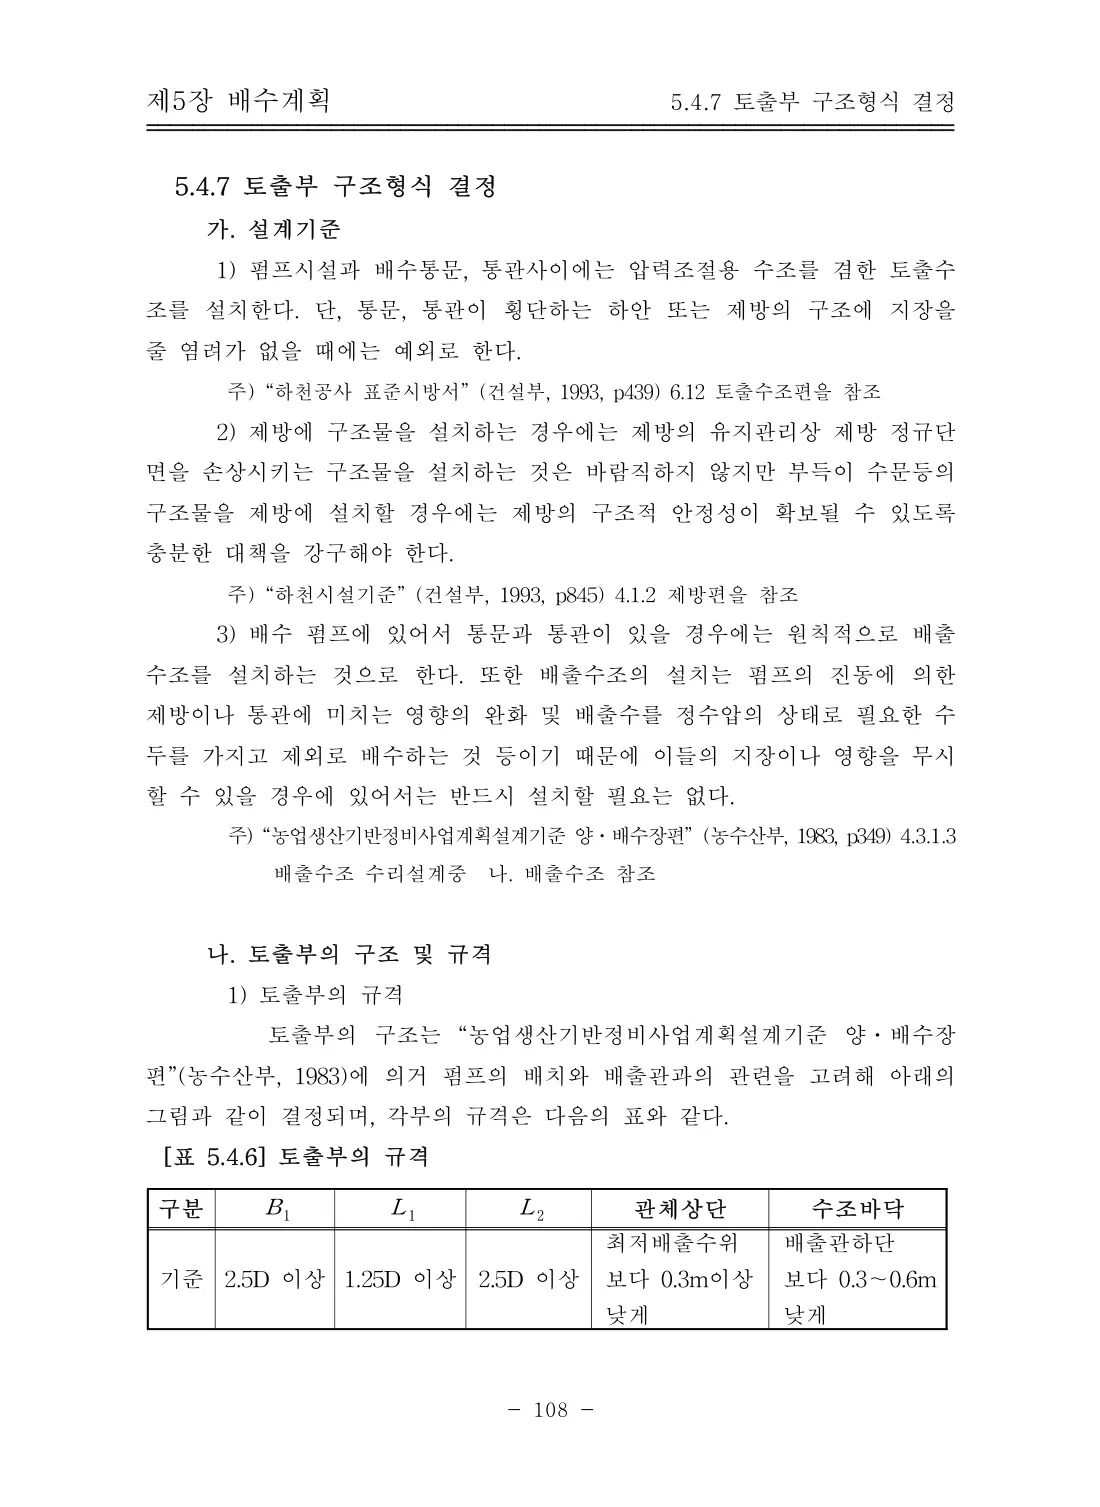 제5장 배수계획
5.4.7 토출부 구조형식 결정
5.4.7 토출부 구조형식 결정
가. 설계기준
1) 펌프시설과 배수통문, 통관사이에는 압력조절용 수조를 겸한 토출수
조를 설치한다. 단, 통문, 통관이 횡단하는 하안 또는 제방의 구조에 지장을
줄 염려가 없을 때에는 예외로 한다.
주) “하천공사 표준시방서” (건설부, 1993, p439) 6.12 토출수조편을 참조
2) 제방에 구조물을 설치하는 경우에는 제방의 유지관리상 제방 정규단
면을 손상시키는 구조물을 설치하는 것은 바람직하지 않지만 부득이 수문등의
구조물을 제방에 설치할 경우에는 제방의 구조적 안정성이 확보될 수 있도록
충분한 대책을 강구해야 한다.
주) “하천시설기준” (건설부, 1993, p845) 4.1.2 제방편을 참조
3) 배수 펌프에 있어서 통문과 통관이 있을 경우에는 원칙적으로 배출
수조를 설치하는 것으로 한다. 또한 배출수조의 설치는 펌프의 진동에 의한
제방이나 통관에 미치는 영향의 완화 및 배출수를 정수압의 상태로 필요한 수
두를 가지고 제외로 배수하는 것 등이기 때문에 이들의 지장이나 영향을 무시
할 수 있을 경우에 있어서는 반드시 설치할 필요는 없다.
주) “농업생산기반정비사업계획설계기준 양・배수장편” (농수산부, 1983, p349) 4.3.1.3
배출수조 수리설계중 나. 배출수조 참조
나. 토출부의 구조 및 규격
1) 토출부의 규격
토출부의 구조는 “농업생산기반정비사업계획설계기준 양・배수장
편”(농수산부, 1983)에 의거 펌프의 배치와 배출관과의 관련을 고려해 아래의
그림과 같이 결정되며, 각부의 규격은 다음의 표와 같다.
[표 5.4.6] 토출부의 규격
구분 B₁ L₁ L₂ 관체상단 수조바닥
기준 2.5D 이상 1.25D 이상 2.5D 이상 최저배출수위 배출관하단
보다 0.3m이상 보다 0.3∼0.6m
낮게 낮게
- 108 -